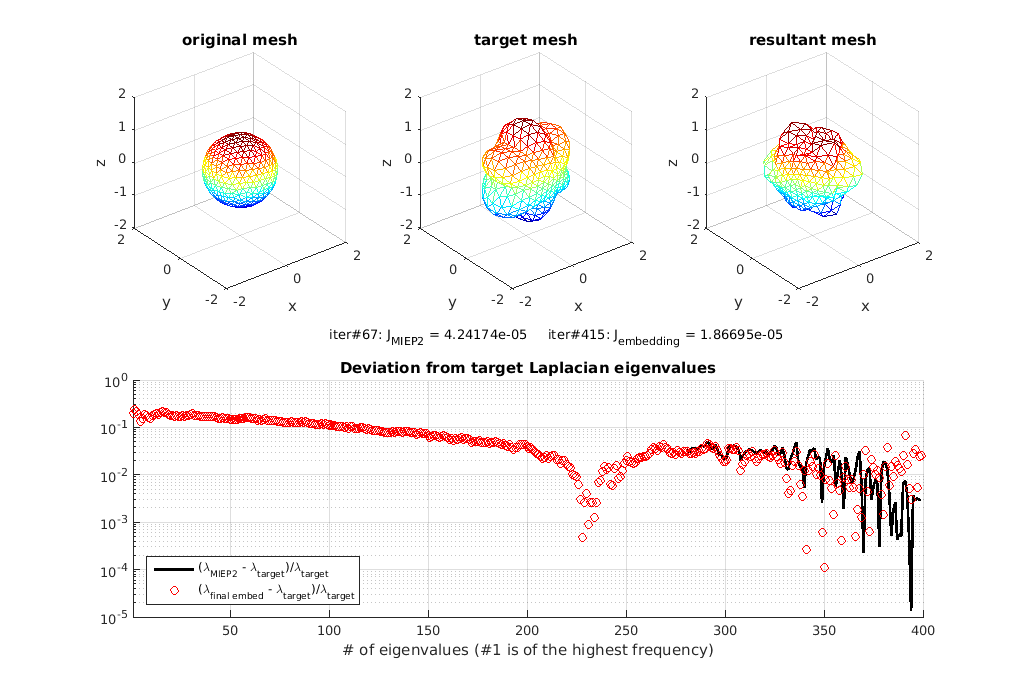 original mesh target mesh resultant mesh
2 2 2
1 1 1
0 0 0
-1 -1 -1
-2 -2 -2
z z z
2 2 2
0 0 0
-2 -2 -2
y y y
-2 -2 -2
0 0 0
2 2 2
x x x
iter#67: J_MIEP2 = 4.24174e-05 iter#415: J_embedding = 1.86695e-05
Deviation from target Laplacian eigenvalues
10^0
10^-1
10^-2
10^-3
10^-4
10^-5
(λ_MIEP2 - λ_target)/λ_target
(λ_final embed - λ_target)/λ_target
50 100 150 200 250 300 350 400
# of eigenvalues (#1 is of the highest frequency)